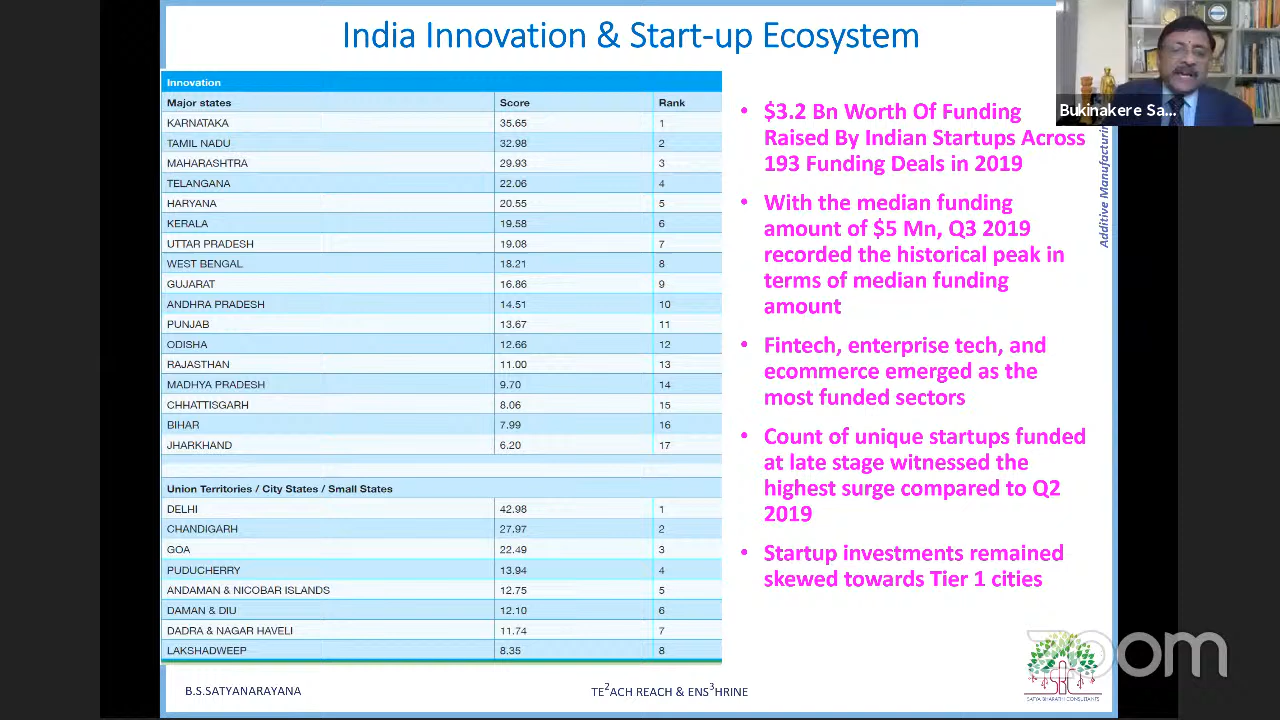 India Innovation & Start-up Ecosystem
Innovation
Major states Score Rank
KARNATAKA 35.65 1
TAMIL NADU 32.98 2
MAHARASHTRA 29.93 3
TELANGANA 22.06 4
HARYANA 20.55 5
KERALA 19.58 6
UTTAR PRADESH 19.08 7
WEST BENGAL 18.21 8
GUJARAT 16.86 9
ANDHRA PRADESH 14.51 10
PUNJAB 13.67 11
ODISHA 12.66 12
RAJASTHAN 11.00 13
MADHYA PRADESH 9.70 14
CHHATTISGARH 8.06 15
BIHAR 7.99 16
JHARKHAND 6.20 17
Union Territories / City States / Small States
DELHI 42.98 1
CHANDIGARH 27.97 2
GOA 22.49 3
PUDUCHERRY 13.94 4
ANDAMAN & NICOBAR ISLANDS 12.75 5
DAMAN & DIU 12.10 6
DADRA & NAGAR HAVELI 11.74 7
LAKSHADWEEP 8.35 8
• $3.2 Bn Worth Of Funding
Raised By Indian Startups Across
193 Funding Deals in 2019
• With the median funding
amount of $5 Mn, Q3 2019
recorded the historical peak in
terms of median funding
amount
• Fintech, enterprise tech, and
ecommerce emerged as the
most funded sectors
• Count of unique startups funded
at late stage witnessed the
highest surge compared to Q2
2019
• Startup investments remained
skewed towards Tier 1 cities
Bukinakere Sa...
Additive Manufacturin
zoom
SATYA BHARATH CONSULTANTS
B.S.SATYANARAYANA
TE²ACH REACH & ENS³HRINE